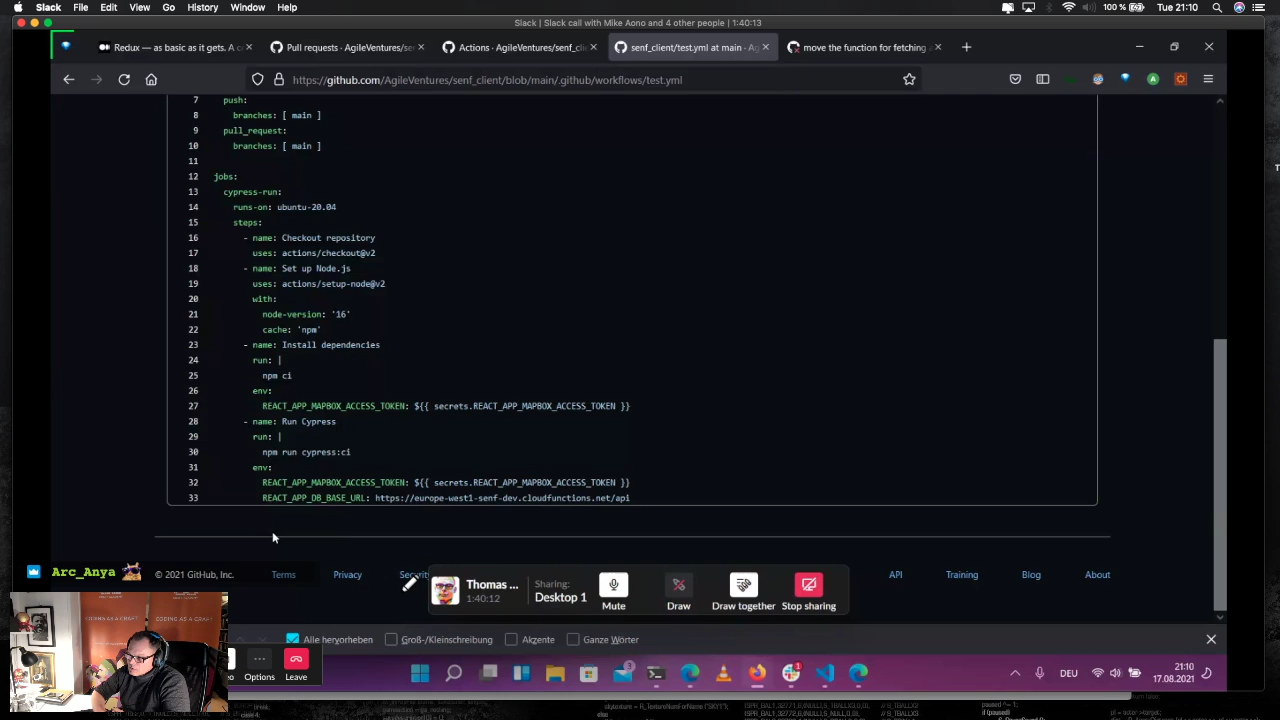 Slack File Edit View Go History Window Help 100 % Tue 21:10
Slack | Slack call with Mike Aono and 4 other people | 1:40:13
Redux — as basic as it gets. A c
Pull requests · AgileVentures/se
Actions · AgileVentures/senf_cli
senf_client/test.yml at main · Ag
move the function for fetching
https://github.com/AgileVentures/senf_client/blob/main/.github/workflows/test.yml
7 push:
8 branches: [ main ]
9 pull_request:
10 branches: [ main ]
11
12 jobs:
13 cypress-run:
14 runs-on: ubuntu-20.04
15 steps:
16 - name: Checkout repository
17 uses: actions/checkout@v2
18 - name: Set up Node.js
19 uses: actions/setup-node@v2
20 with:
21 node-version: '16'
22 cache: 'npm'
23 - name: Install dependencies
24 run: |
25 npm ci
26 env:
27 REACT_APP_MAPBOX_ACCESS_TOKEN: ${{ secrets.REACT_APP_MAPBOX_ACCESS_TOKEN }}
28 - name: Run Cypress
29 run: |
30 npm run cypress:ci
31 env:
32 REACT_APP_MAPBOX_ACCESS_TOKEN: ${{ secrets.REACT_APP_MAPBOX_ACCESS_TOKEN }}
33 REACT_APP_DB_BASE_URL: https://europe-west1-senf-dev.cloudfunctions.net/api
Arc_Anya
© 2021 GitHub, Inc. Terms Privacy Securit API Training Blog About
Thomas ...
1:40:12
Sharing:
Desktop 1
Mute Draw Draw together Stop sharing
CODING AS A CRAFT
Alle hervorheben Groß-/Kleinschreibung Akzente Ganze Wörter
eo Options Leave
DEU
21:10
17.08.2021